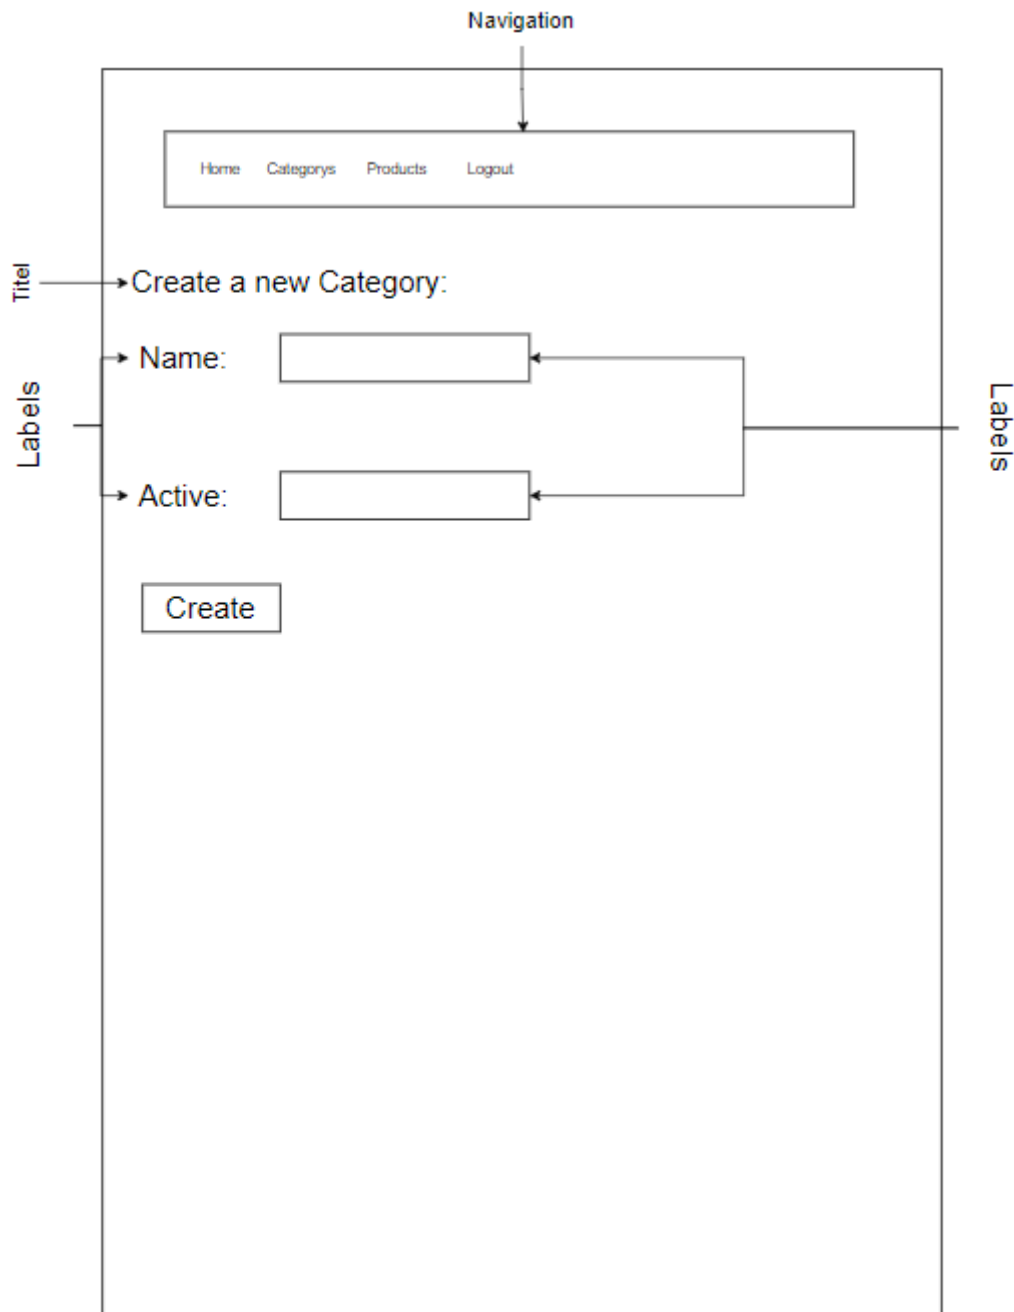 Navigation
Home Categorys Products Logout
Titel
Create a new Category:
Labels
Name:
Labels
Active:
Create